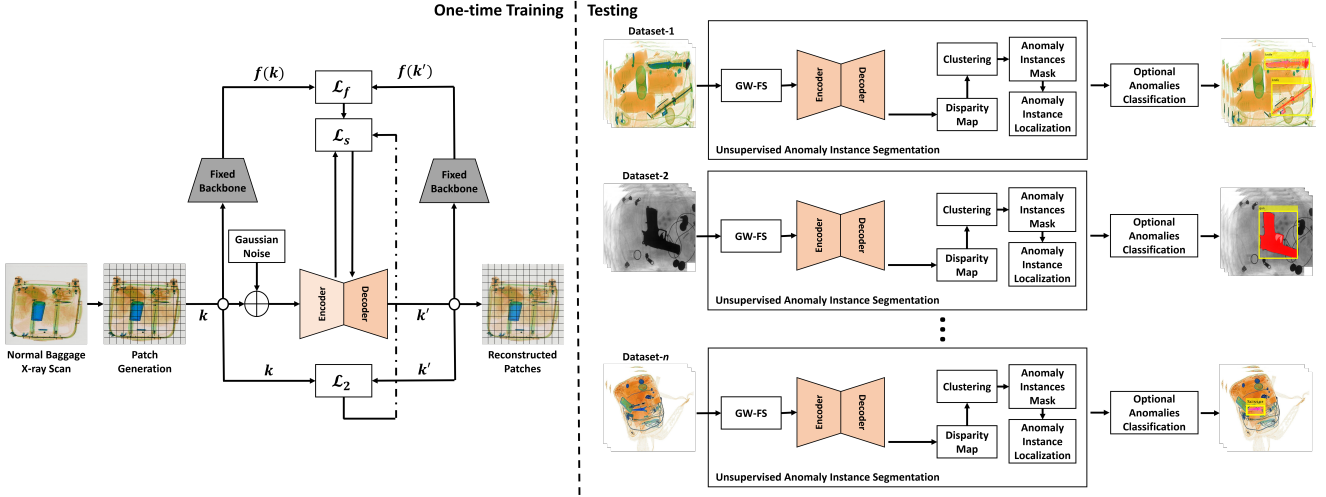 One-time Training
f(k)
ℒf
f(k′)
ℒs
Fixed
Backbone
Fixed
Backbone
Gaussian
Noise
Encoder
Decoder
k
k′
Normal Baggage
X-ray Scan
Patch
Generation
Reconstructed
Patches
k
ℒ2
k′
Testing
Dataset-1
GW-FS
Encoder
Decoder
Disparity
Map
Clustering
Anomaly
Instances
Mask
Anomaly
Instance
Localization
Unsupervised Anomaly Instance Segmentation
Optional
Anomalies
Classification
Dataset-2
GW-FS
Encoder
Decoder
Disparity
Map
Clustering
Anomaly
Instances
Mask
Anomaly
Instance
Localization
Unsupervised Anomaly Instance Segmentation
Optional
Anomalies
Classification
Dataset-n
GW-FS
Encoder
Decoder
Disparity
Map
Clustering
Anomaly
Instances
Mask
Anomaly
Instance
Localization
Unsupervised Anomaly Instance Segmentation
Optional
Anomalies
Classification